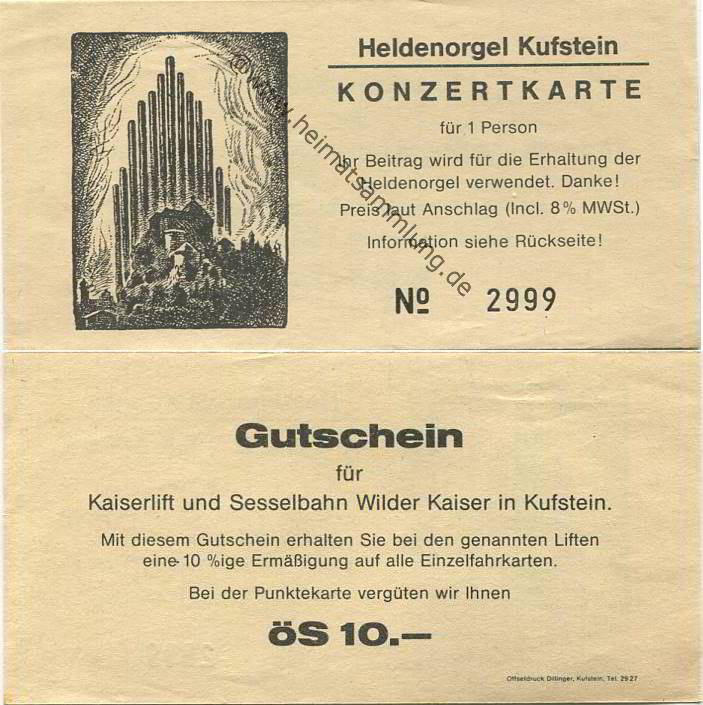 Heldenorgel Kufstein
KONZERTKARTE
für 1 Person
Ihr Beitrag wird für die Erhaltung der
Heldenorgel verwendet. Danke!
Preis laut Anschlag (Incl. 8% MWSt.)
Information siehe Rückseite!
Nº 2999
©www.heimatsammlung.de
Gutschein
für
Kaiserlift und Sesselbahn Wilder Kaiser in Kufstein.
Mit diesem Gutschein erhalten Sie bei den genannten Liften
eine 10 %ige Ermäßigung auf alle Einzelfahrkarten.
Bei der Punktekarte vergüten wir Ihnen
öS 10.—
Offsetdruck Dillinger, Kufstein, Tel. 29 27